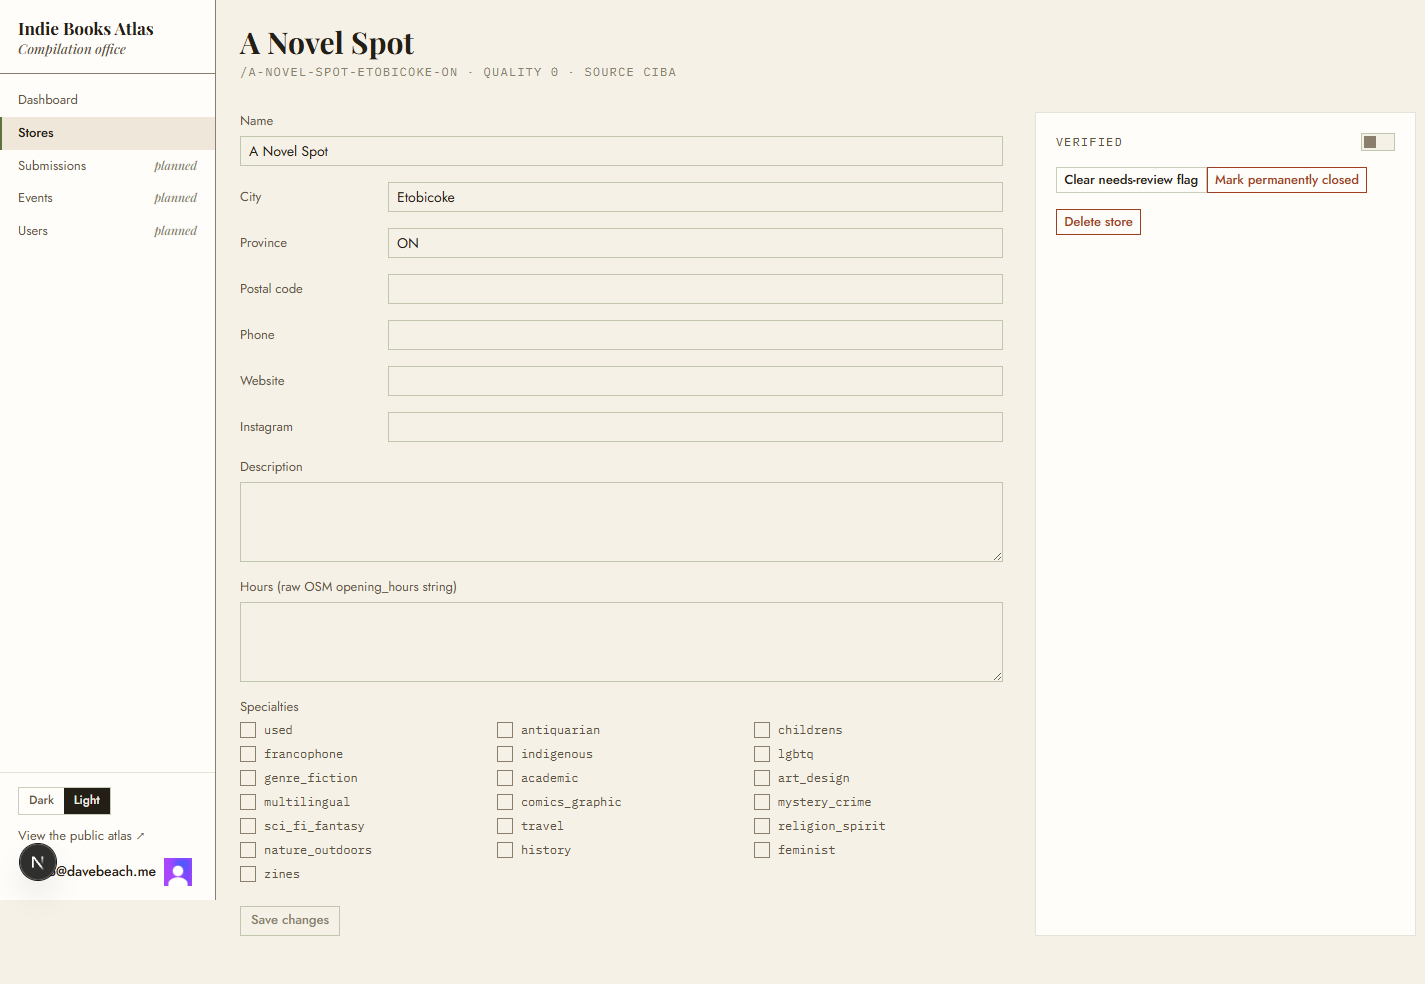 Indie Books Atlas
Compilation office
Dashboard
Stores
Submissions planned
Events planned
Users planned
Dark Light
View the public atlas ↗
N
@davebeach.me
A Novel Spot
/A-NOVEL-SPOT-ETOBICOKE-ON · QUALITY 0 · SOURCE CIBA
Name
A Novel Spot
City Etobicoke
Province ON
Postal code
Phone
Website
Instagram
Description
Hours (raw OSM opening_hours string)
Specialties
used antiquarian childrens
francophone indigenous lgbtq
genre_fiction academic art_design
multilingual comics_graphic mystery_crime
sci_fi_fantasy travel religion_spirit
nature_outdoors history feminist
zines
Save changes
VERIFIED
Clear needs-review flag Mark permanently closed
Delete store